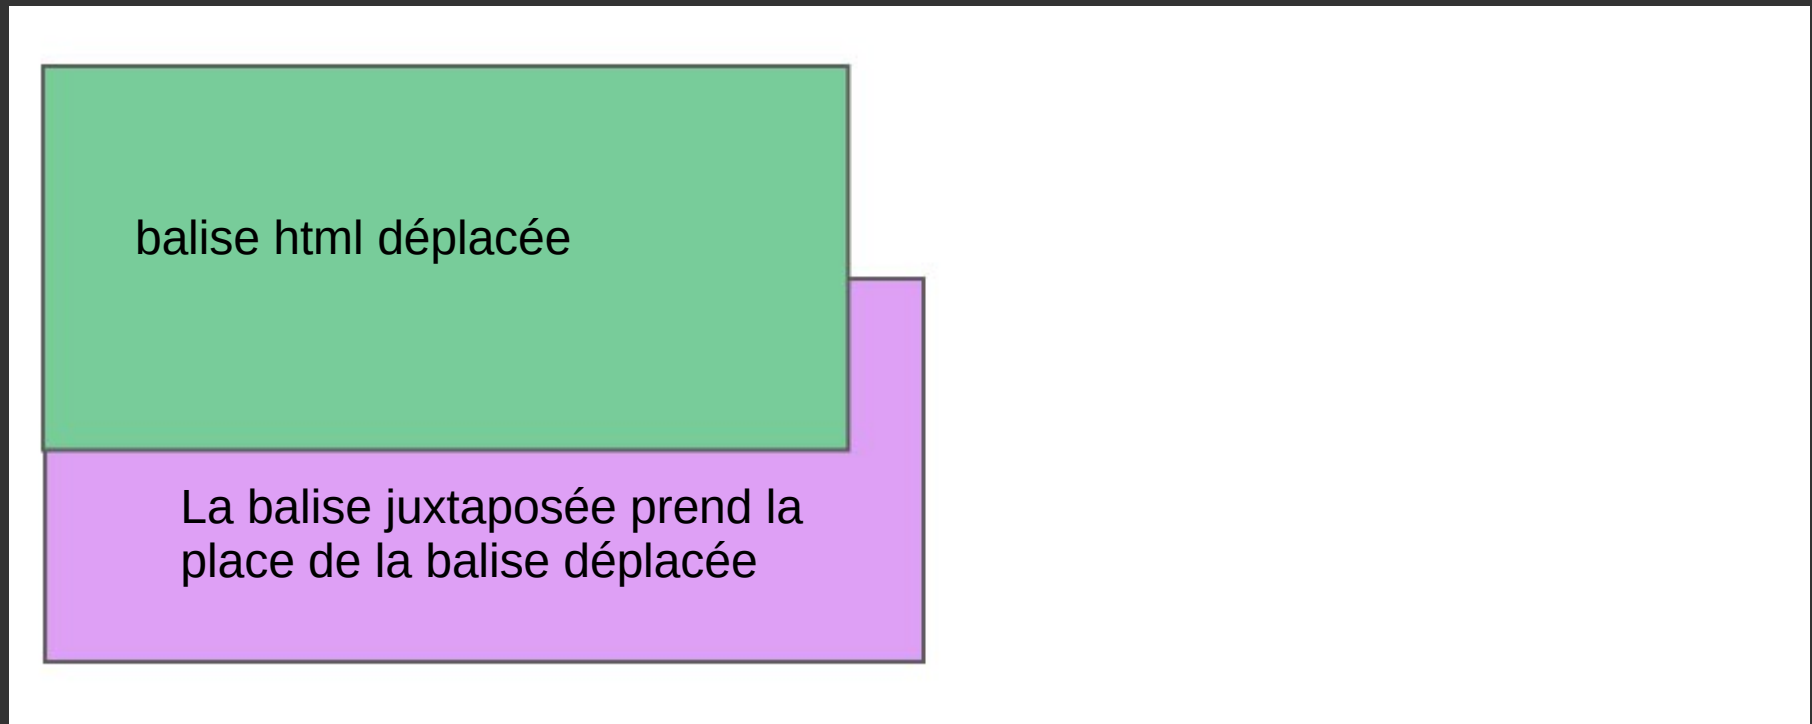 balise html déplacée
La balise juxtaposée prend la
place de la balise déplacée